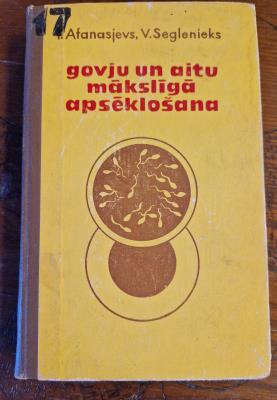 17
Afanasjevs, V. Seglenieks
govju un aitu
mākslīgā
apsēklošana